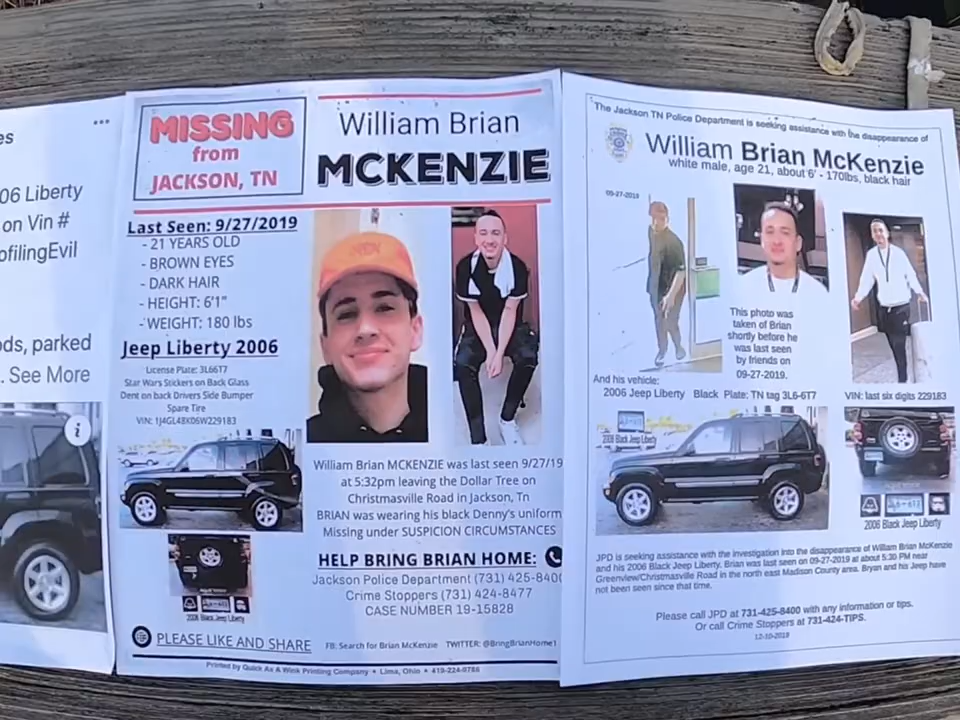 es
...
06 Liberty
on Vin #
ofilingEvil
ods, parked
. See More
i
MISSING
from
JACKSON, TN
William Brian
MCKENZIE
Last Seen: 9/27/2019
- 21 YEARS OLD
- BROWN EYES
- DARK HAIR
- HEIGHT: 6'1"
- WEIGHT: 180 lbs
Jeep Liberty 2006
License Plate: 3L66T7
Star Wars Stickers on Back Glass
Dent on back Drivers Side Bumper
Spare Tire
VIN: 1J4GL48K06W229183
2006 Black Jeep Liberty
William Brian MCKENZIE was last seen 9/27/19
at 5:32pm leaving the Dollar Tree on
Christmasville Road in Jackson, Tn
BRIAN was wearing his black Denny's uniform
Missing under SUSPICION CIRCUMSTANCES
HELP BRING BRIAN HOME:
Jackson Police Department (731) 425-8400
Crime Stoppers (731) 424-8477
CASE NUMBER 19-15828
PLEASE LIKE AND SHARE
FB: Search for Brian McKenzie TWITTER: @BringBrianHome1
Printed by Quick As A Wink Printing Company • Lima, Ohio • 419-224-9786
The Jackson TN Police Department is seeking assistance with the disappearance of
William Brian McKenzie
white male, age 21, about 6' - 170lbs, black hair
09-27-2019
This photo was
taken of Brian
shortly before he
was last seen
by friends on
09-27-2019.
And his vehicle:
2006 Jeep Liberty Black Plate: TN tag 3L6-6T7
VIN: last six digits 229183
2006 Black Jeep Liberty
2006 Black Jeep Liberty
JPD is seeking assistance with the investigation into the disappearance of William Brian McKenzie
and his 2006 Black Jeep Liberty. Brian was last seen on 09-27-2019 at about 5:30 PM near
Greenview/Christmasville Road in the north east Madison County area. Bryan and his Jeep have
not been seen since that time.
Please call JPD at 731-425-8400 with any information or tips.
Or call Crime Stoppers at 731-424-TIPS.
12-10-2019